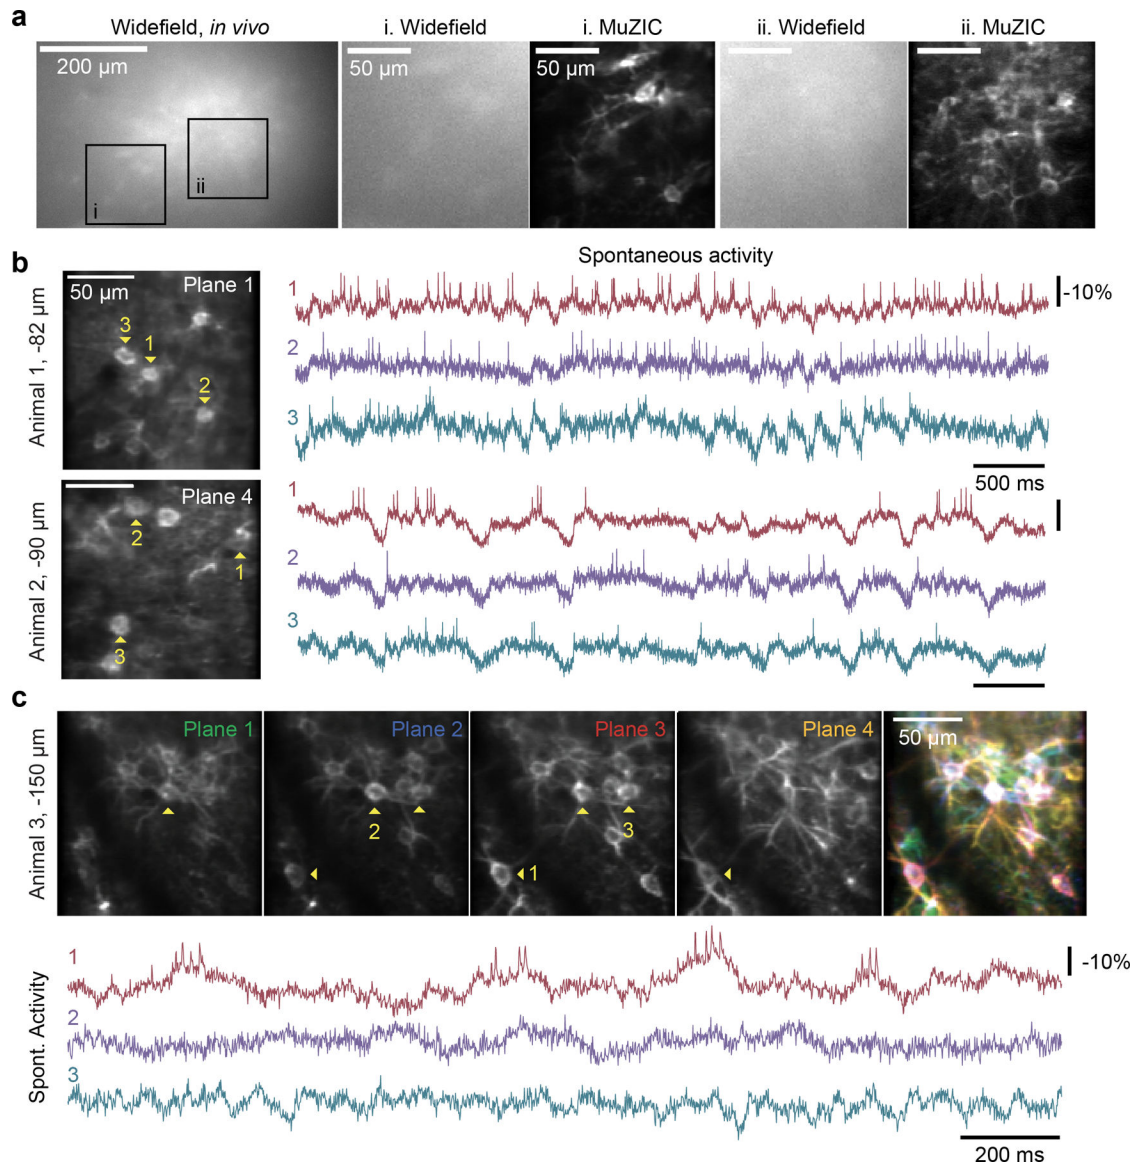 a
Widefield, in vivo
i. Widefield
i. MuZIC
ii. Widefield
ii. MuZIC
200 µm
50 µm
50 µm
i
ii
b
Spontaneous activity
Animal 1, -82 µm
50 µm
Plane 1
3
1
2
1
2
3
-10%
500 ms
Animal 2, -90 µm
Plane 4
2
1
3
1
2
3
c
Animal 3, -150 µm
Plane 1
Plane 2
2
Plane 3
3
1
Plane 4
50 µm
Spont. Activity
1
2
3
-10%
200 ms